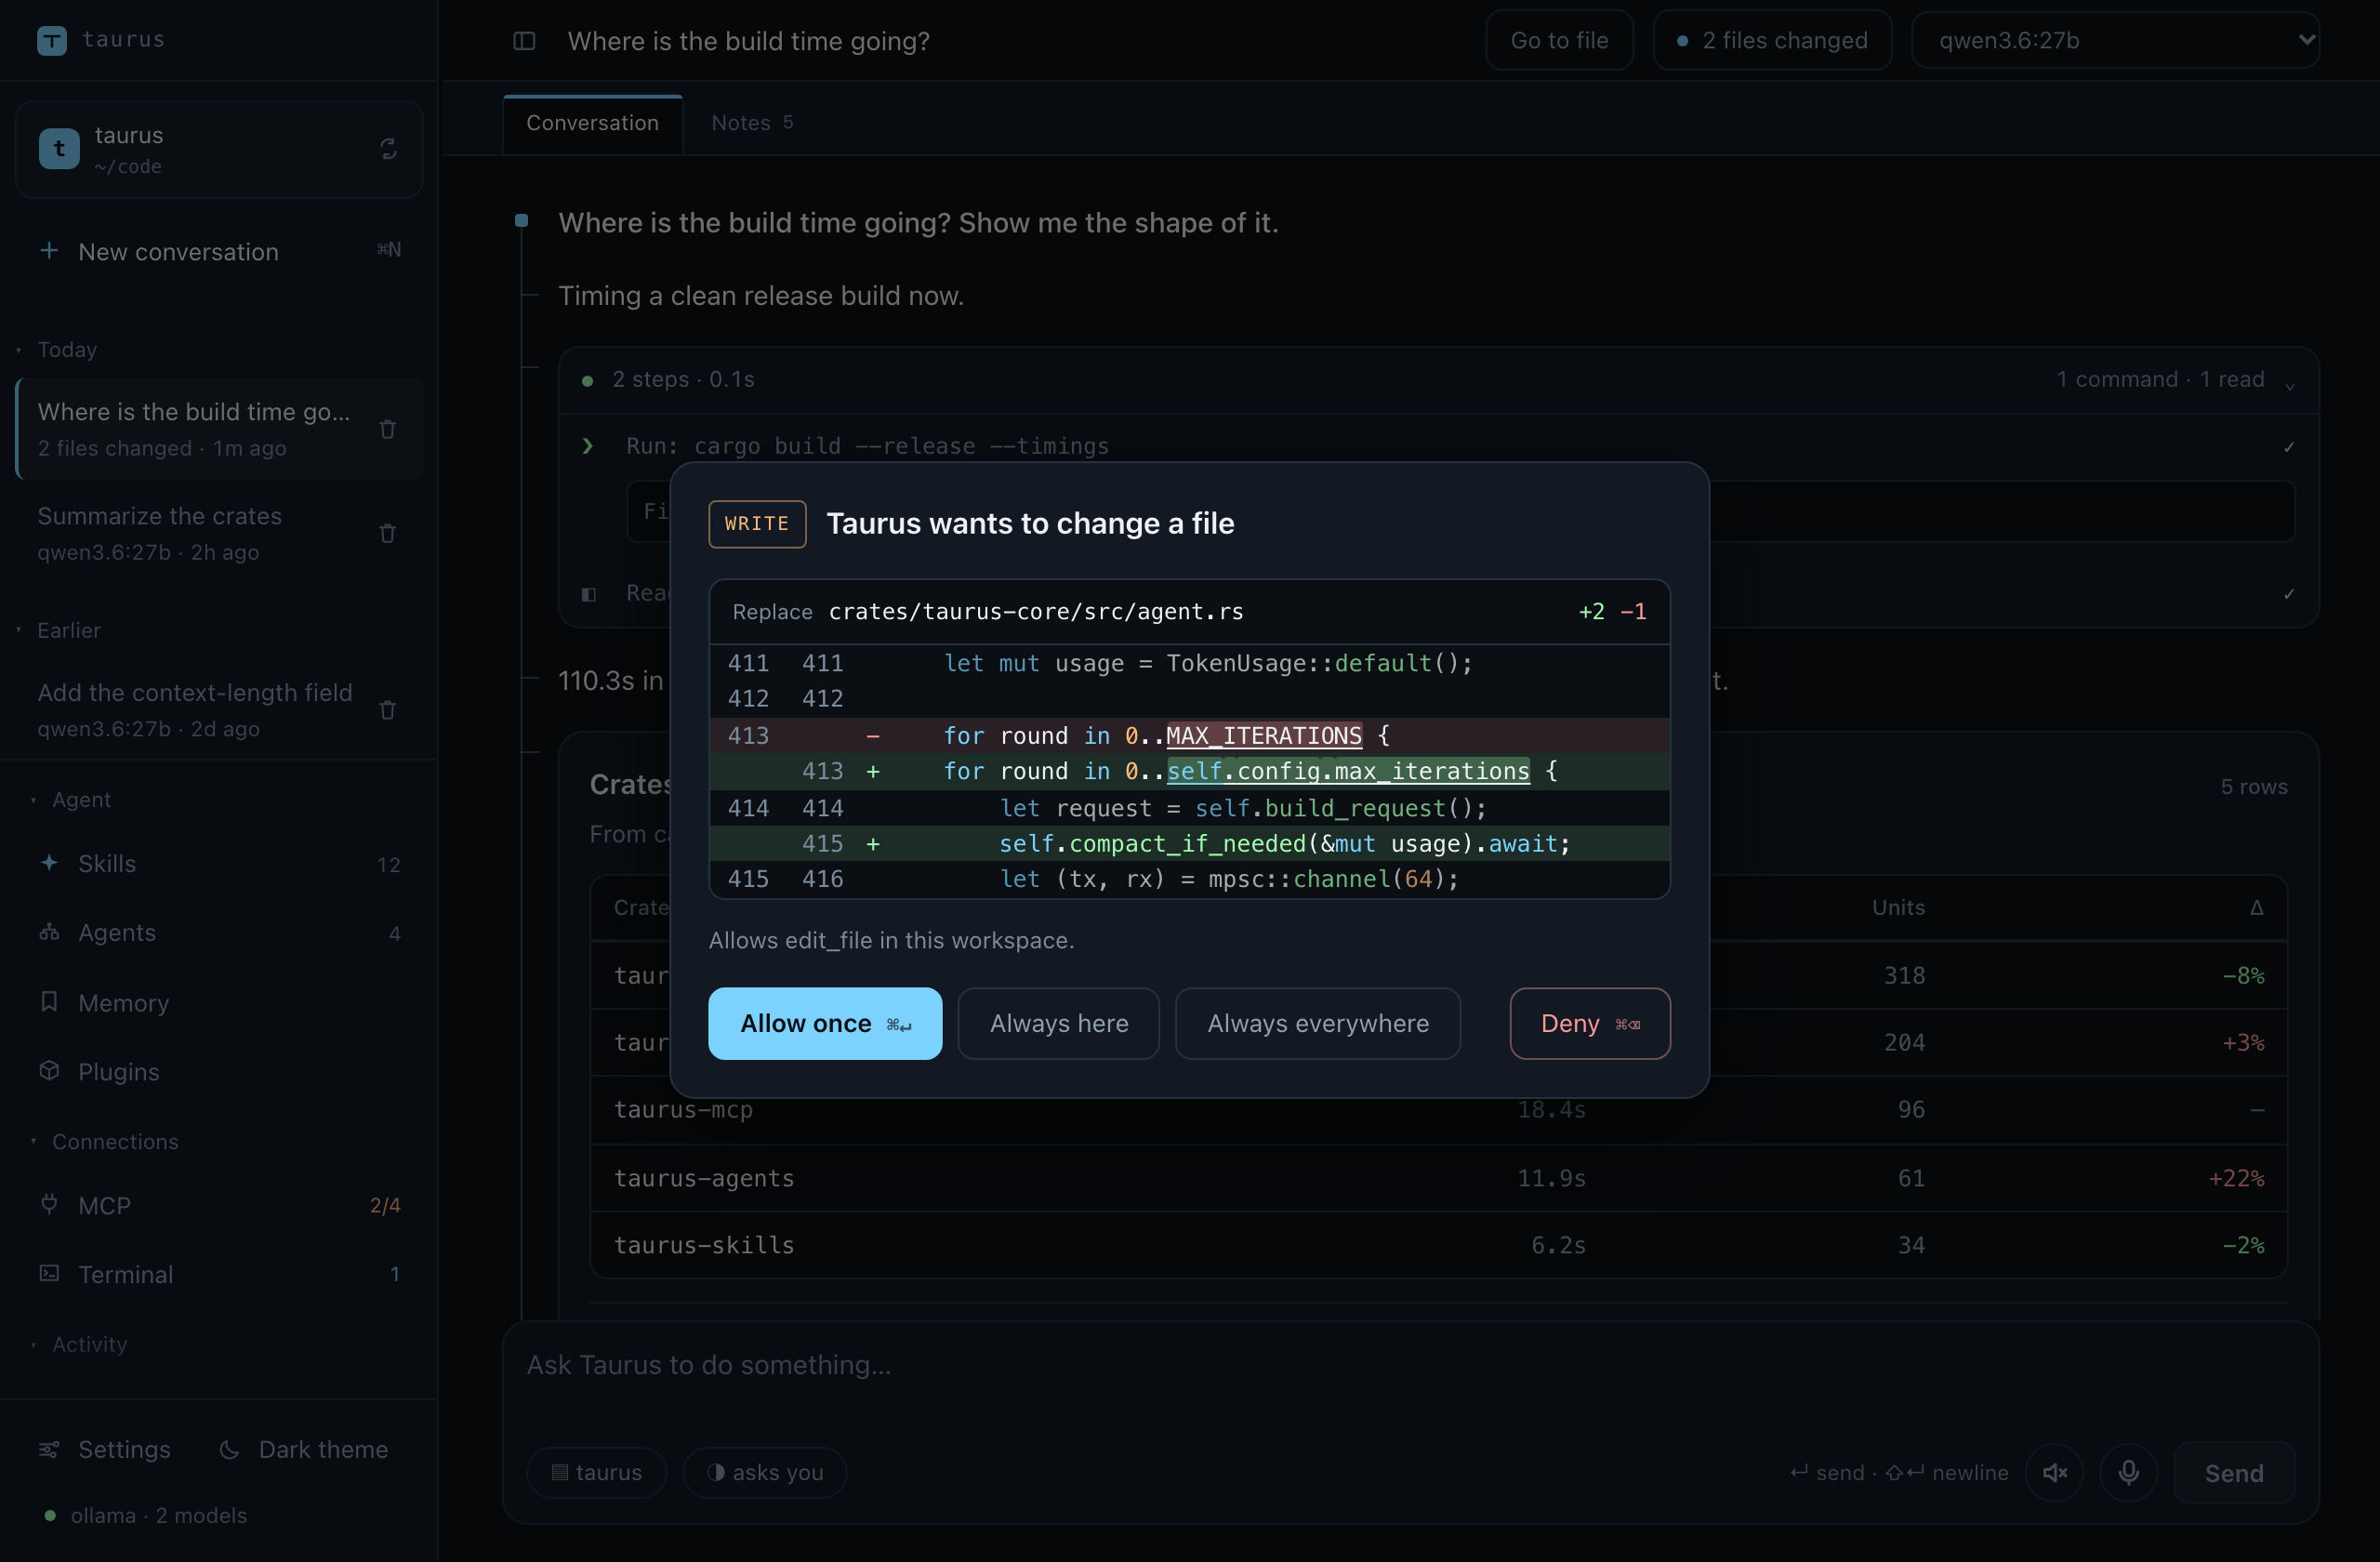 taurus
Where is the build time going?
Go to file
2 files changed
qwen3.6:27b
t
taurus
~/code
New conversation ⌘N
Today
Where is the build time go...
2 files changed · 1m ago
Summarize the crates
qwen3.6:27b · 2h ago
Earlier
Add the context-length field
qwen3.6:27b · 2d ago
Agent
Skills 12
Agents 4
Memory
Plugins
Connections
MCP 2/4
Terminal 1
Activity
Settings
Dark theme
ollama · 2 models
Conversation
Notes 5
Where is the build time going? Show me the shape of it.
Timing a clean release build now.
2 steps · 0.1s
1 command · 1 read
Run: cargo build --release --timings
110.3s in
t.
5 rows
Units Δ
318 −8%
204 +3%
taurus-mcp 18.4s 96 —
taurus-agents 11.9s 61 +22%
taurus-skills 6.2s 34 −2%
WRITE
Taurus wants to change a file
Replace crates/taurus-core/src/agent.rs +2 −1
411 411 let mut usage = TokenUsage::default();
412 412
413 − for round in 0..MAX_ITERATIONS {
413 + for round in 0..self.config.max_iterations {
414 414 let request = self.build_request();
415 + self.compact_if_needed(&mut usage).await;
415 416 let (tx, rx) = mpsc::channel(64);
Allows edit_file in this workspace.
Allow once ⌘↵
Always here
Always everywhere
Deny ⌘⌫
Ask Taurus to do something...
taurus
asks you
↵ send · ⇧↵ newline
Send